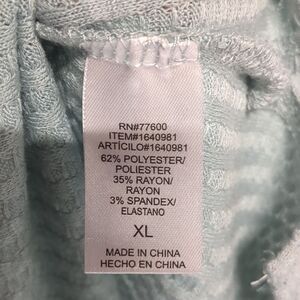 RN#77600
ITEM#1640981
ARTÍCILO#1640981
62% POLYESTER/
POLIESTER
35% RAYON/
RAYON
3% SPANDEX/
ELASTANO
XL
MADE IN CHINA
HECHO EN CHINA